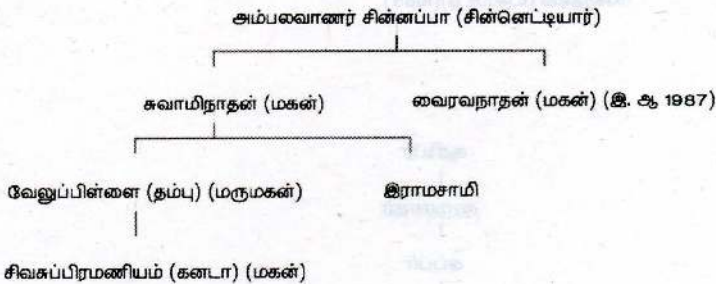 அம்பலவாணர் சின்னப்பா (சின்னெட்டியார்)
சுவாமிநாதன் (மகன்) வைரவநாதன் (மகன்) (இ. ஆ 1987)
வேலுப்பிள்ளை (தம்பு) (மருமகன்) இராமசாமி
சிவசுப்பிரமணியம் (கனடா) (மகன்)